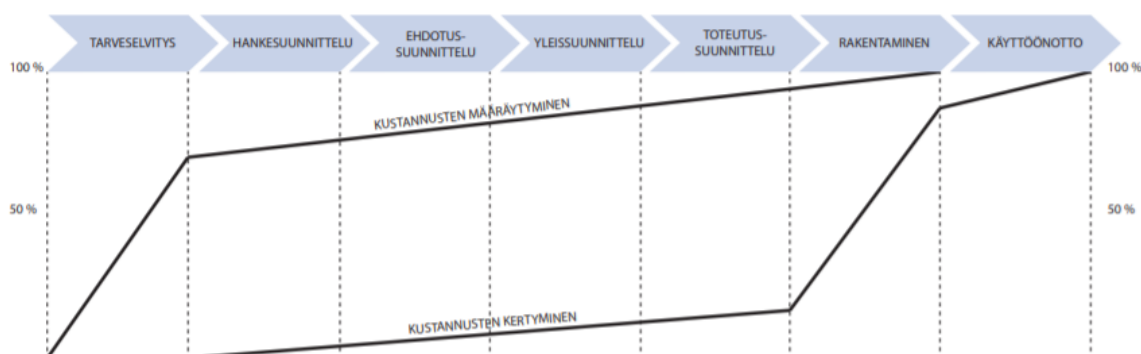 TARVESELVITYS
HANKESUUNNITTELU
EHDOTUS-
SUUNNITTELU
YLEISSUUNNITTELU
TOTEUTUS-
SUUNNITTELU
RAKENTAMINEN
KÄYTTÖÖNOTTO
100 %
100 %
KUSTANNUSTEN MÄÄRÄYTYMINEN
50 %
50 %
KUSTANNUSTEN KERTYMINEN